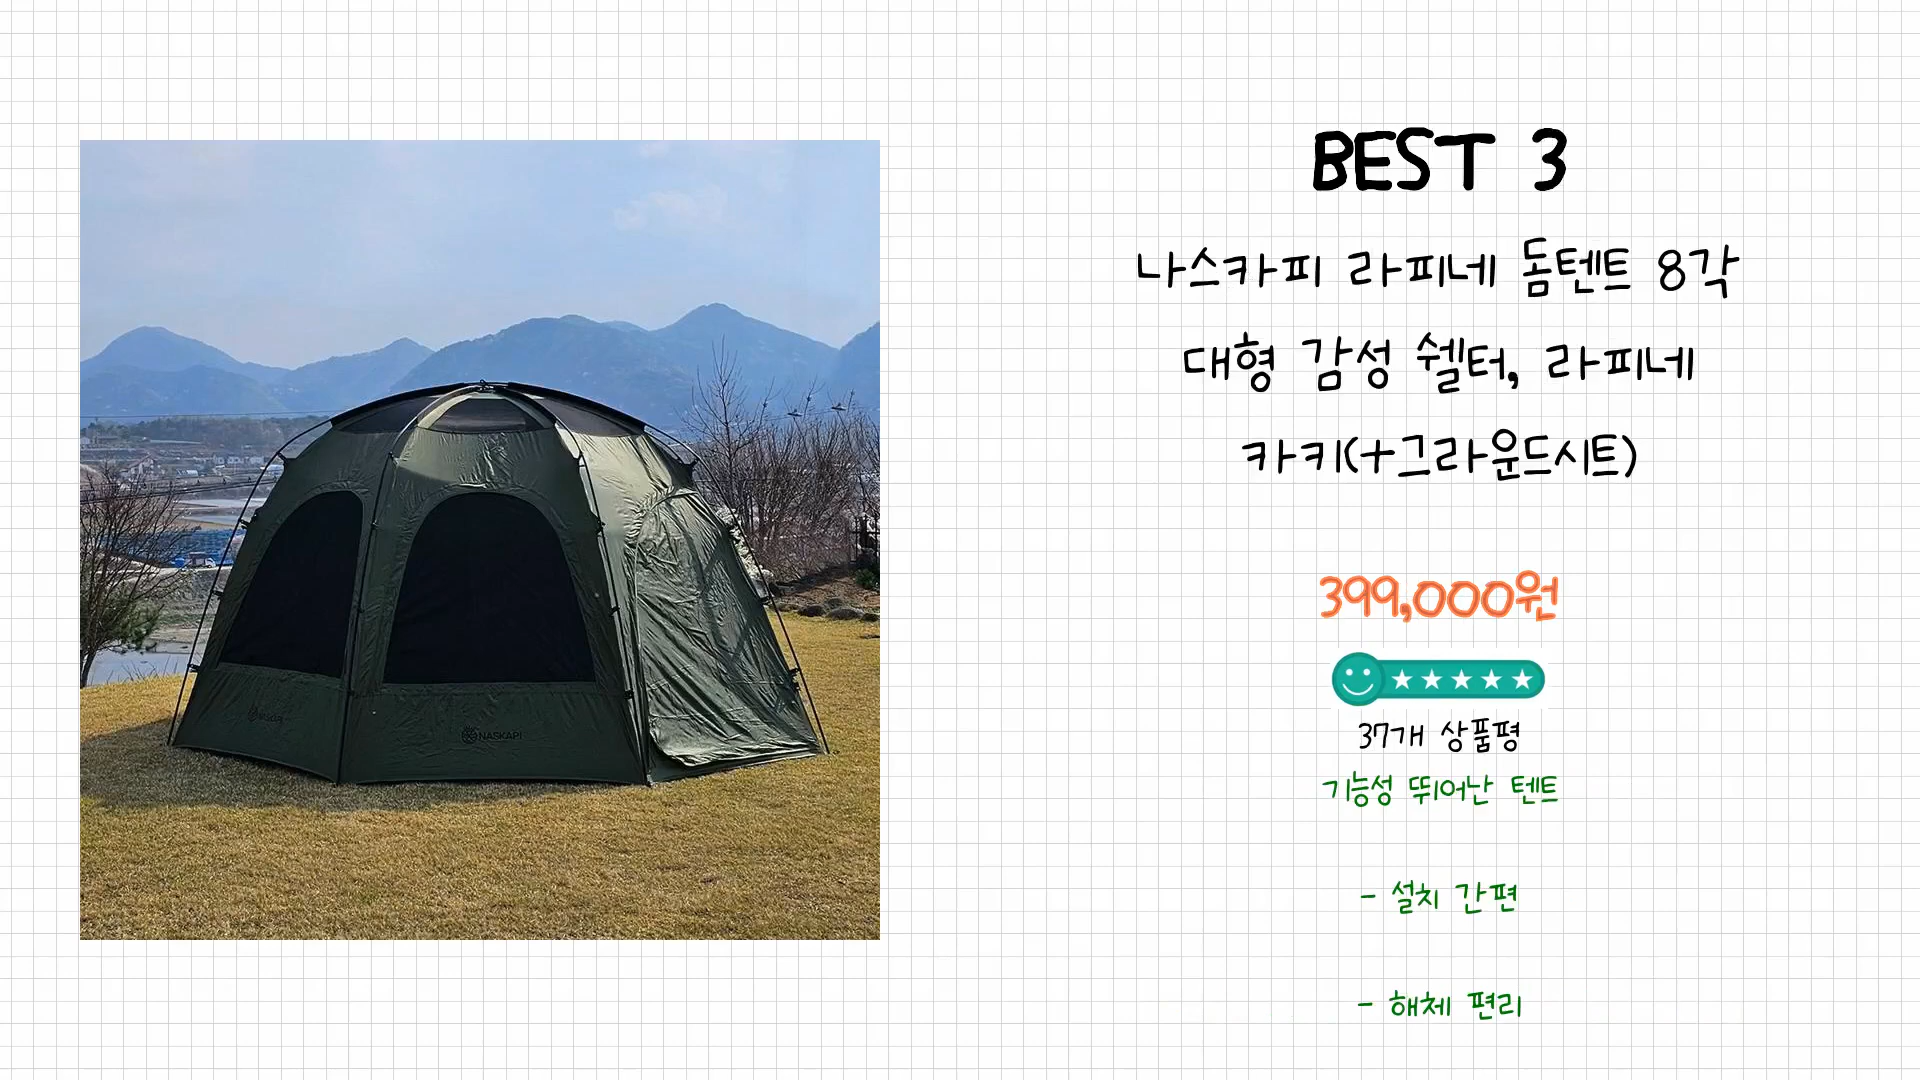 BEST 3
나스카피 라피네 돔텐트 8각
대형 감성 쉘터, 라피네
카키(+그라운드시트)
399,000원
37개 상품평
기능성 뛰어난 텐트
- 설치 간편
- 해체 편리
NASKAPI
NASKAPI